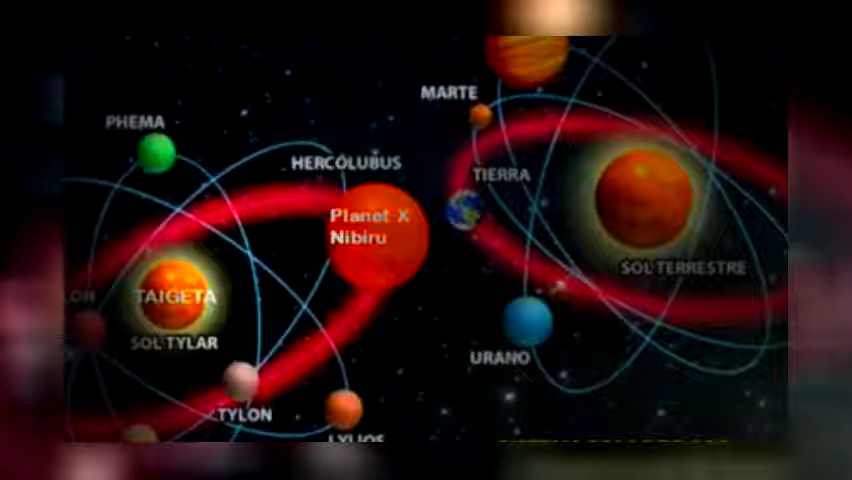 MARTE
PHEMA
HERCOLUBUS
TIERRA
Planet X
Nibiru
SOL TERRESTRE
TAIGETA
SOL TYLAR
URANO
TYLON